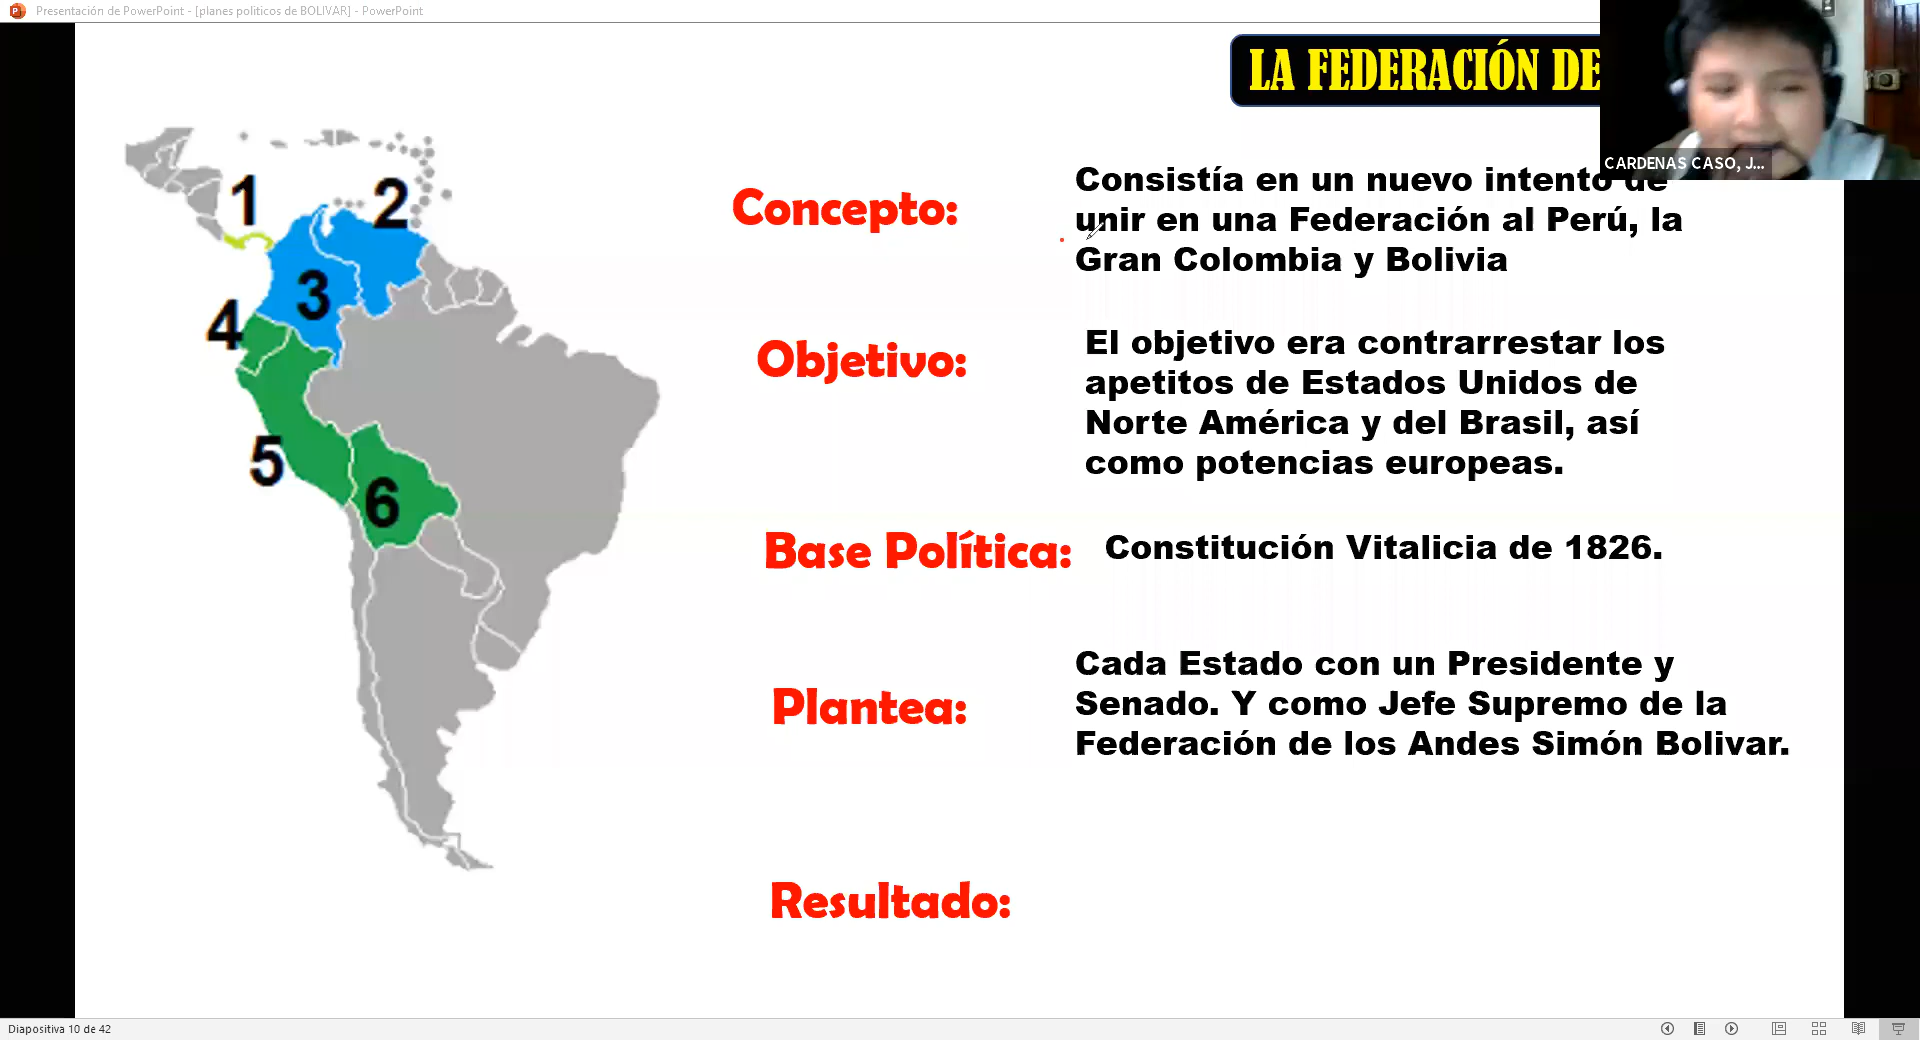 Presentación de PowerPoint - [planes politicos de BOLIVAR] - PowerPoint
LA FEDERACIÓN DE
CARDENAS CASO, J...
1
2
3
4
5
6
Concepto:
Consistía en un nuevo intento de
unir en una Federación al Perú, la
Gran Colombia y Bolivia
Objetivo:
El objetivo era contrarrestar los
apetitos de Estados Unidos de
Norte América y del Brasil, así
como potencias europeas.
Base Política:
Constitución Vitalicia de 1826.
Plantea:
Cada Estado con un Presidente y
Senado. Y como Jefe Supremo de la
Federación de los Andes Simón Bolivar.
Resultado:
Diapositiva 10 de 42